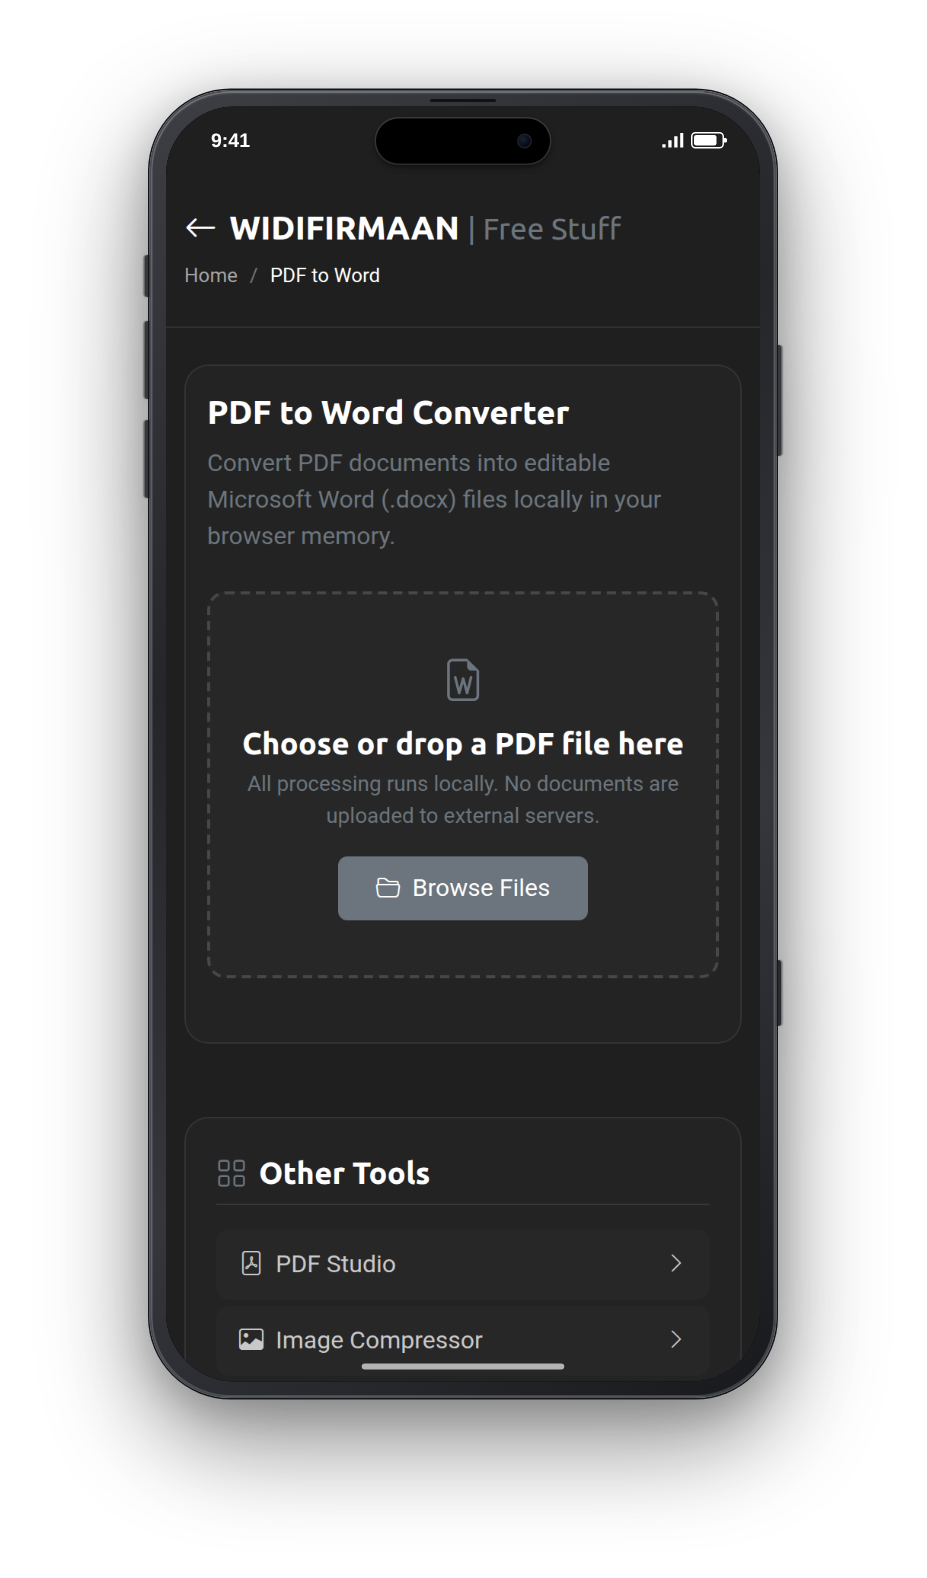 9:41
WIDIFIRMAAN | Free Stuff
Home / PDF to Word
PDF to Word Converter
Convert PDF documents into editable
Microsoft Word (.docx) files locally in your
browser memory.
W
Choose or drop a PDF file here
All processing runs locally. No documents are
uploaded to external servers.
Browse Files
Other Tools
PDF Studio
Image Compressor